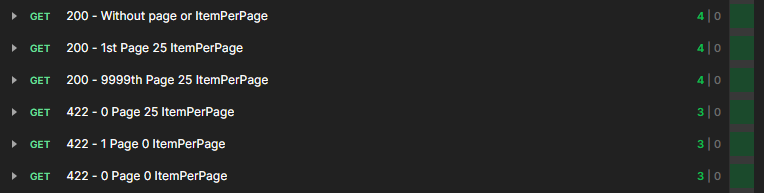 GET 200 - Without page or ItemPerPage 4 | 0
GET 200 - 1st Page 25 ItemPerPage 4 | 0
GET 200 - 9999th Page 25 ItemPerPage 4 | 0
GET 422 - 0 Page 25 ItemPerPage 3 | 0
GET 422 - 1 Page 0 ItemPerPage 3 | 0
GET 422 - 0 Page 0 ItemPerPage 3 | 0